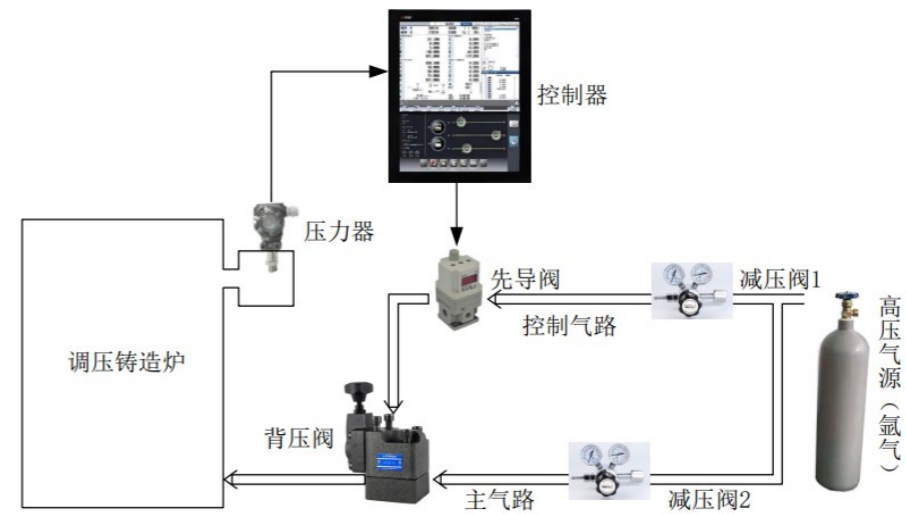 控制器
压力器
先导阀
减压阀1
控制气路
高压气源（氩气）
调压铸造炉
背压阀
主气路
减压阀2